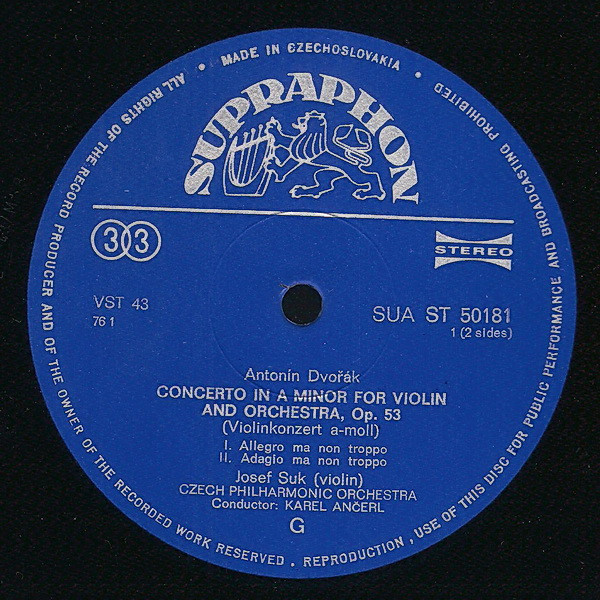 MADE IN CZECHOSLOVAKIA
ALL RIGHTS OF THE RECORD PRODUCER AND OF THE OWNER OF THE RECORDED WORK RESERVED . REPRODUCTION, USE OF THIS DISC FOR PUBLIC PERFORMANCE AND BROADCASTING PROHIBITED
SUPRAPHON
33
STEREO
VST 43
76 1
SUA ST 50181
1 (2 sides)
Antonín Dvořák
CONCERTO IN A MINOR FOR VIOLIN
AND ORCHESTRA, Op. 53
(Violinkonzert a-moll)
I. Allegro ma non troppo
II. Adagio ma non troppo
Josef Suk (violin)
CZECH PHILHARMONIC ORCHESTRA
Conductor: KAREL ANČERL
G